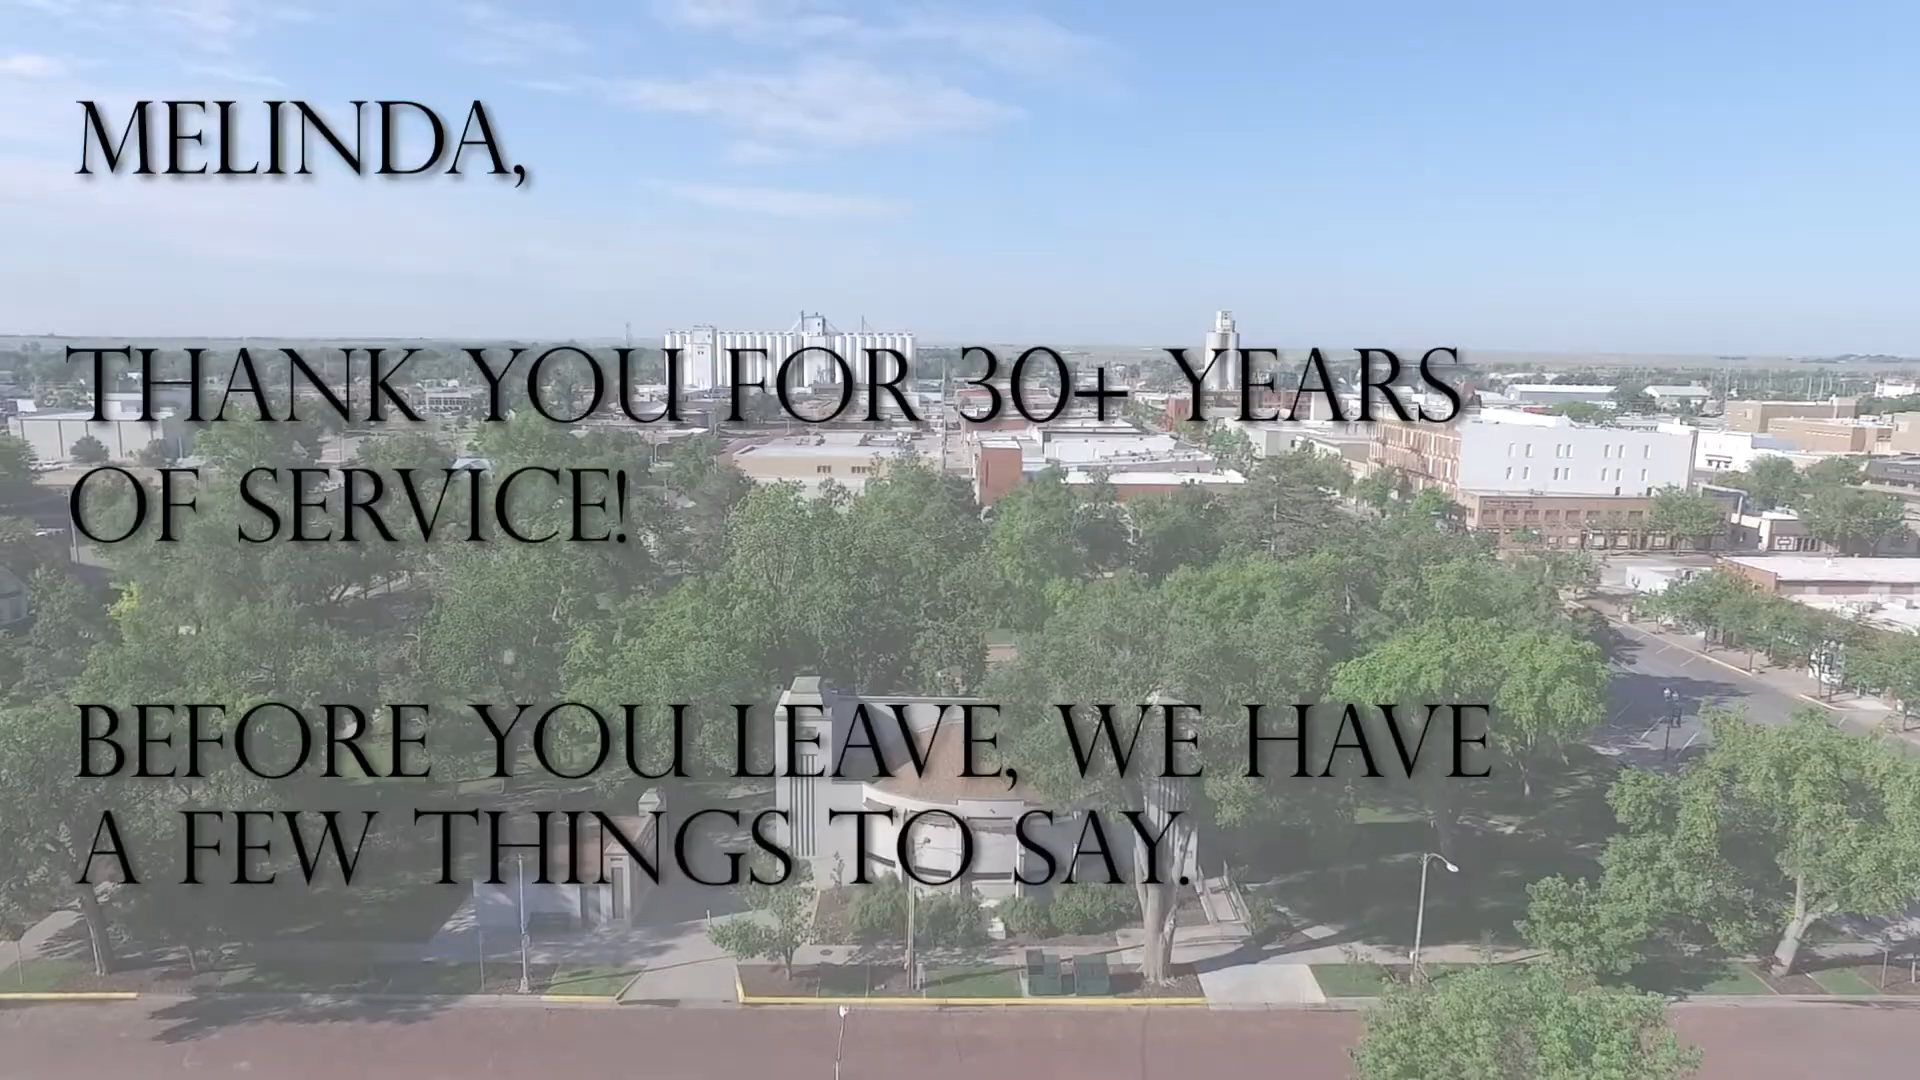 MELINDA,
THANK YOU FOR 30+ YEARS
OF SERVICE!
BEFORE YOU LEAVE, WE HAVE
A FEW THINGS TO SAY.